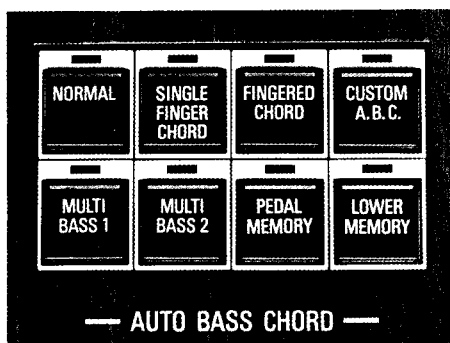 NORMAL
SINGLE
FINGER
CHORD
FINGERED
CHORD
CUSTOM
A.B.C.
MULTI
BASS 1
MULTI
BASS 2
PEDAL
MEMORY
LOWER
MEMORY
AUTO BASS CHORD